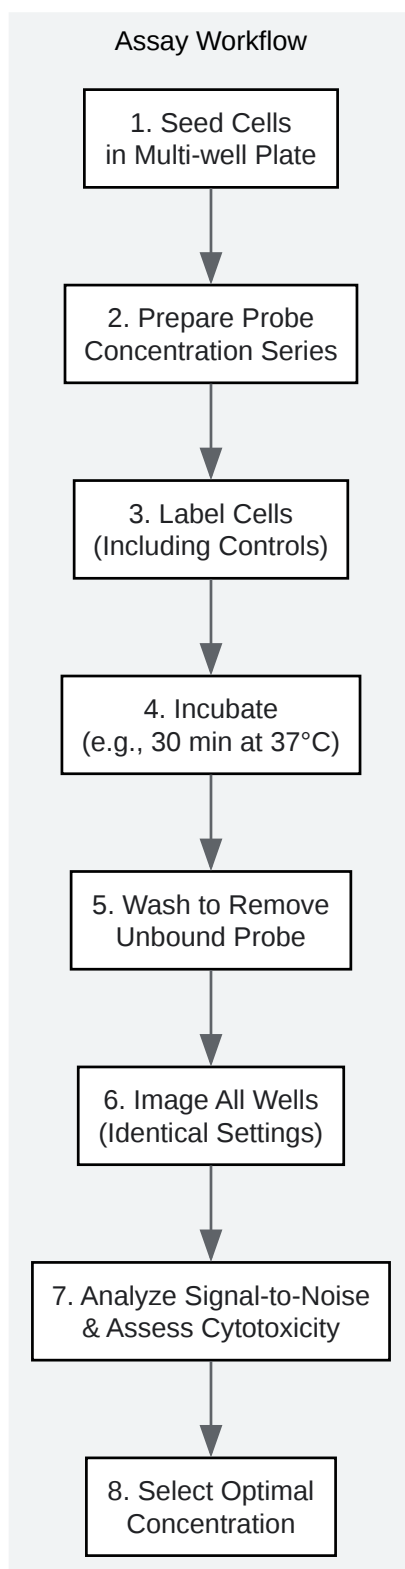 Assay Workflow
1. Seed Cells
in Multi-well Plate
2. Prepare Probe
Concentration Series
3. Label Cells
(Including Controls)
4. Incubate
(e.g., 30 min at 37°C)
5. Wash to Remove
Unbound Probe
6. Image All Wells
(Identical Settings)
7. Analyze Signal-to-Noise
& Assess Cytotoxicity
8. Select Optimal
Concentration